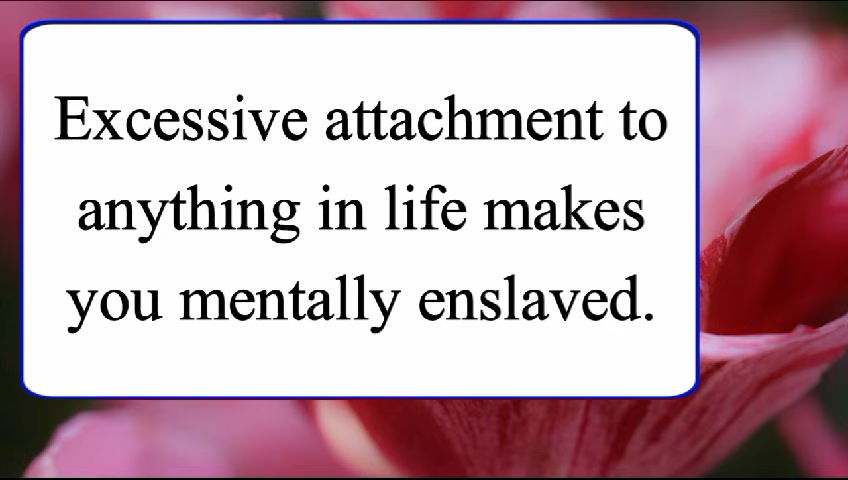 Excessive attachment to
anything in life makes
you mentally enslaved.